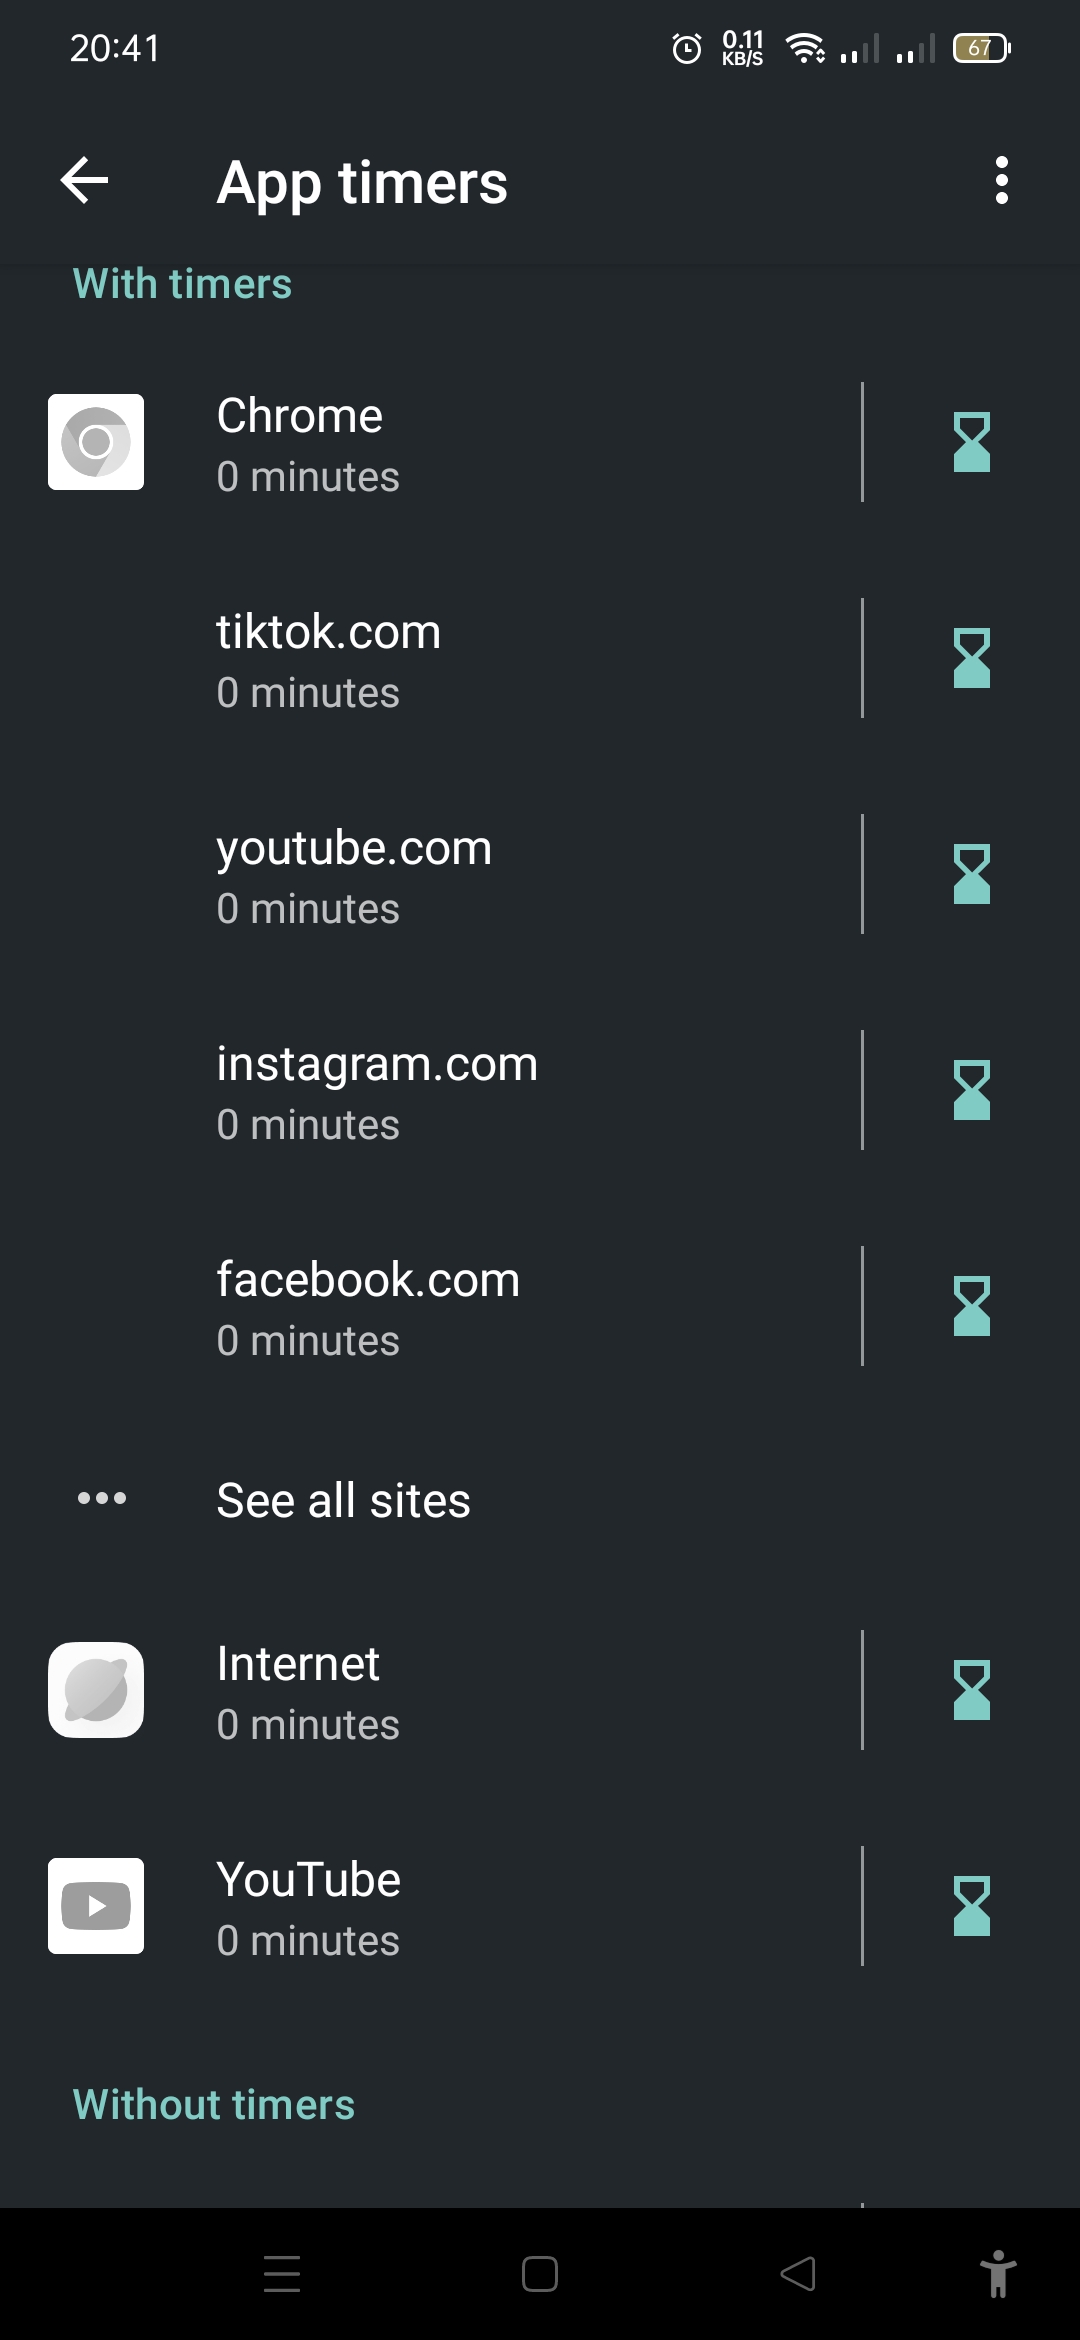 20:41
0.11
KB/S
67
App timers
With timers
Chrome
0 minutes
tiktok.com
0 minutes
youtube.com
0 minutes
instagram.com
0 minutes
facebook.com
0 minutes
See all sites
Internet
0 minutes
YouTube
0 minutes
Without timers